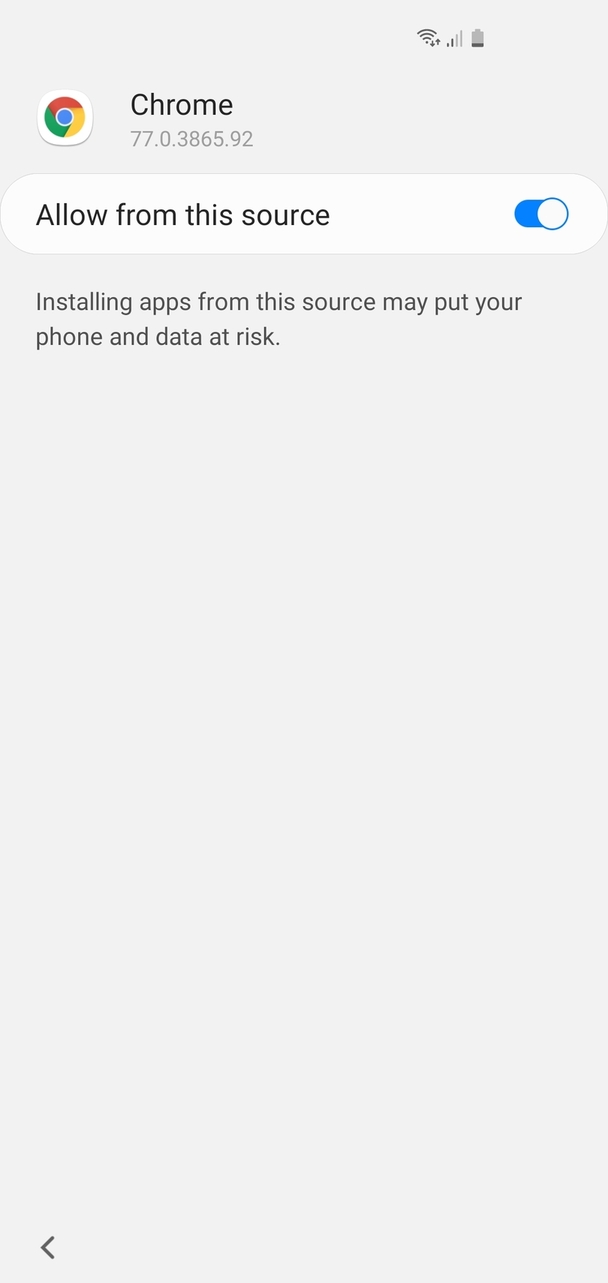 Chrome
77.0.3865.92
Allow from this source
Installing apps from this source may put your
phone and data at risk.